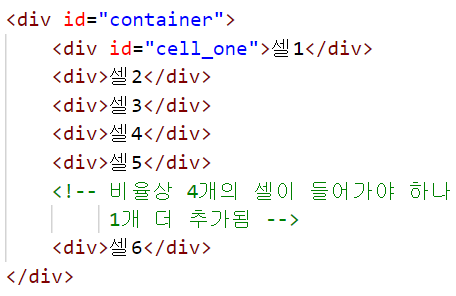 <div id="container">
<div id="cell_one">셀1</div>
<div>셀2</div>
<div>셀3</div>
<div>셀4</div>
<div>셀5</div>
<!-- 비율상 4개의 셀이 들어가야 하나
1개 더 추가됨 -->
<div>셀6</div>
</div>